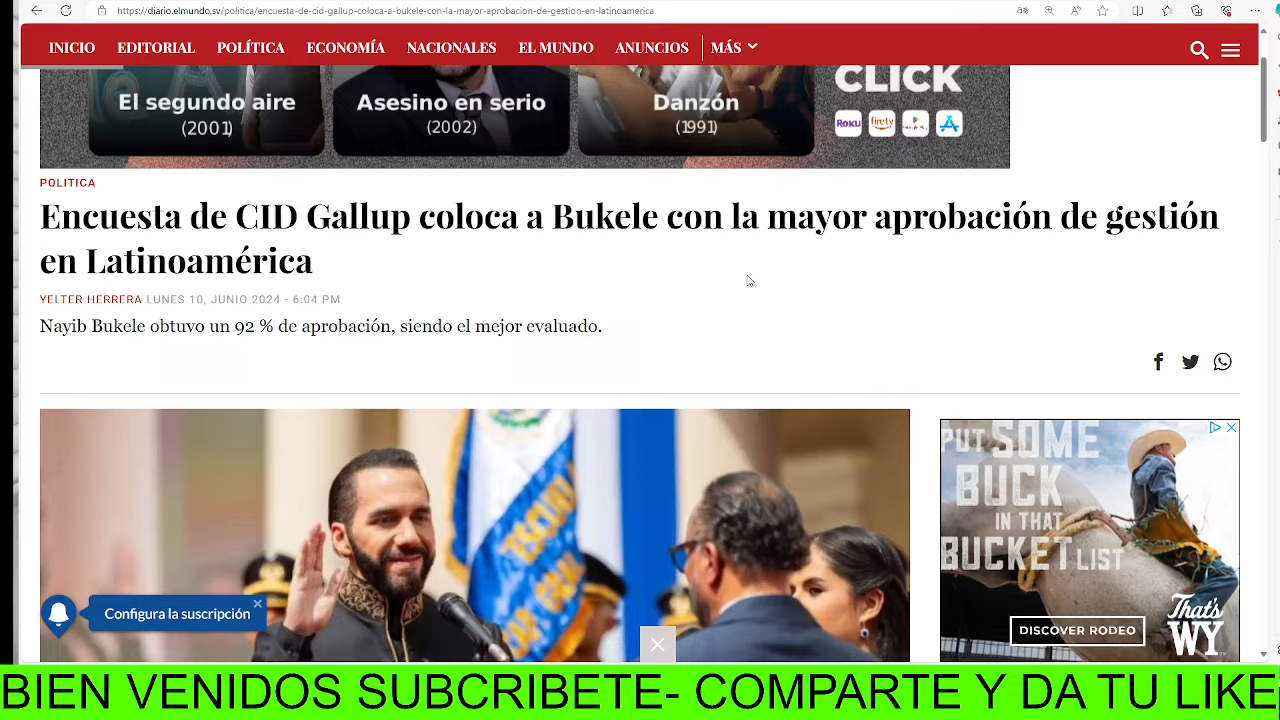 https://diario.elmundo.sv/politica/encuesta-de-cid-gallup-coloca-a-bukele-con-la-mayor-aprobacion-de-gestion-en-latinoamerica
INICIO EDITORIAL POLÍTICA ECONOMÍA NACIONALES EL MUNDO ANUNCIOS MÁS
El segundo aire
(2001)
Asesino en serio
(2002)
Danzón
(1991)
CLICK
ROKU
firetv
POLITICA
Encuesta de CID Gallup coloca a Bukele con la mayor aprobación de gestión
en Latinoamérica
YELTER HERRERA LUNES 10, JUNIO 2024 - 6:04 PM
Nayib Bukele obtuvo un 92 % de aprobación, siendo el mejor evaluado.
Configura la suscripción
PUT SOME
BUCK
IN THAT
BUCKET LIST
DISCOVER RODEO
That's
WY
BIEN VENIDOS SUBCRIBETE- COMPARTE Y DA TU LIKE